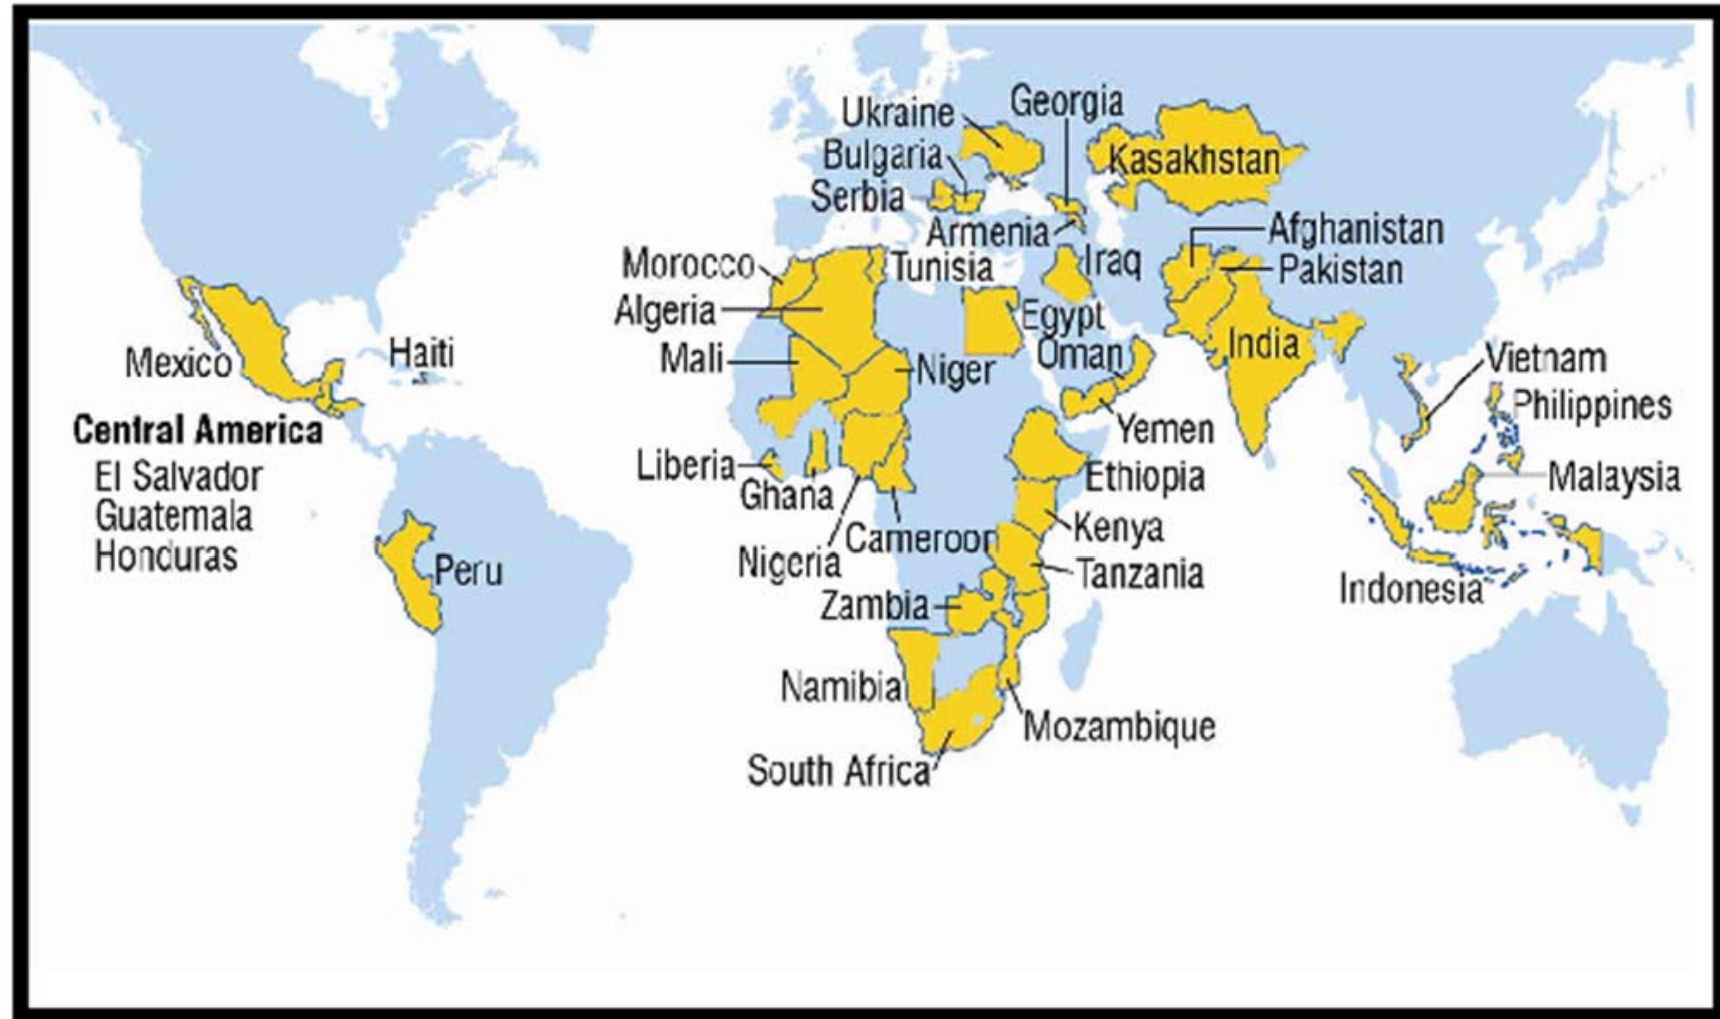 Ukraine
Georgia
Bulgaria
Kasakhstan
Serbia
Armenia
Afghanistan
Morocco
Tunisia
Iraq
Pakistan
Algeria
Egypt
Mexico
Haiti
Mali
Niger
Oman
India
Vietnam
Philippines
Central America
El Salvador
Guatemala
Honduras
Yemen
Liberia
Ghana
Ethiopia
Malaysia
Peru
Nigeria
Cameroon
Kenya
Tanzania
Zambia
Indonesia
Namibia
Mozambique
South Africa